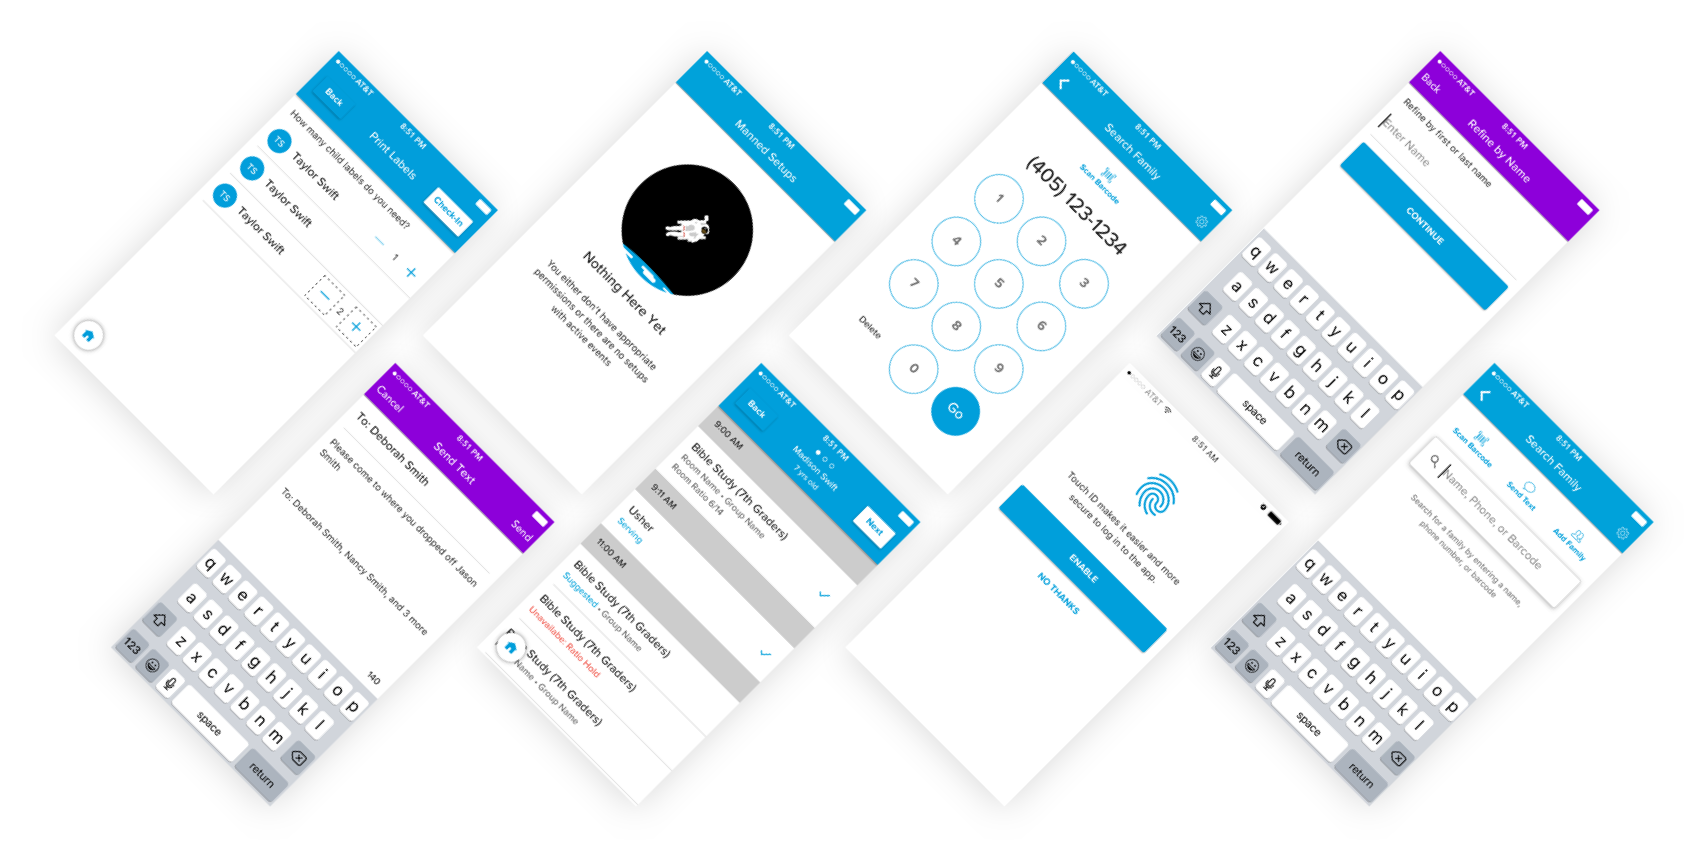 AT&T
8:51 PM
Back
Print Labels
Check-In
How many child labels do you need?
TS
Taylor Swift
1
TS
Taylor Swift
TS
Taylor Swift
2
AT&T
8:51 PM
Manned Setups
Nothing Here Yet
You either don't have appropriate
permissions or there are no setups
with active events
AT&T
8:51 PM
Search Family
Scan Barcode
(405) 123-1234
1
2
3
4
5
6
7
8
9
Delete
0
Go
AT&T
8:51 PM
Back
Refine by Name
Refine by first or last name
Enter Name
CONTINUE
q w e r t y u i o p
a s d f g h j k l
z x c v b n m
123
space
return
AT&T
8:51 PM
Cancel
Send Text
Send
To: Deborah Smith
Please come to where you dropped off Jason
Smith
To: Deborah Smith, Nancy Smith, and 3 more
140
q w e r t y u i o p
a s d f g h j k l
z x c v b n m
123
space
return
AT&T
8:51 PM
Back
Madison Swift
7 yrs old
Next
9:00 AM
Bible Study (7th Graders)
Room Name • Group Name
Room Ratio 6/14
9:11 AM
Usher
Serving
11:00 AM
Bible Study (7th Graders)
Suggested • Group Name
Bible Study (7th Graders)
Unavailabe: Ratio Hold
Study (7th Graders)
Name • Group Name
AT&T
8:51 AM
Touch ID makes it easier and more
secure to log in to the app.
ENABLE
NO THANKS
AT&T
8:51 PM
Search Family
Scan Barcode
Send Text
Add Family
Name, Phone, or Barcode
Search for a family by entering a name,
phone number, or barcode
q w e r t y u i o p
a s d f g h j k l
z x c v b n m
123
space
return